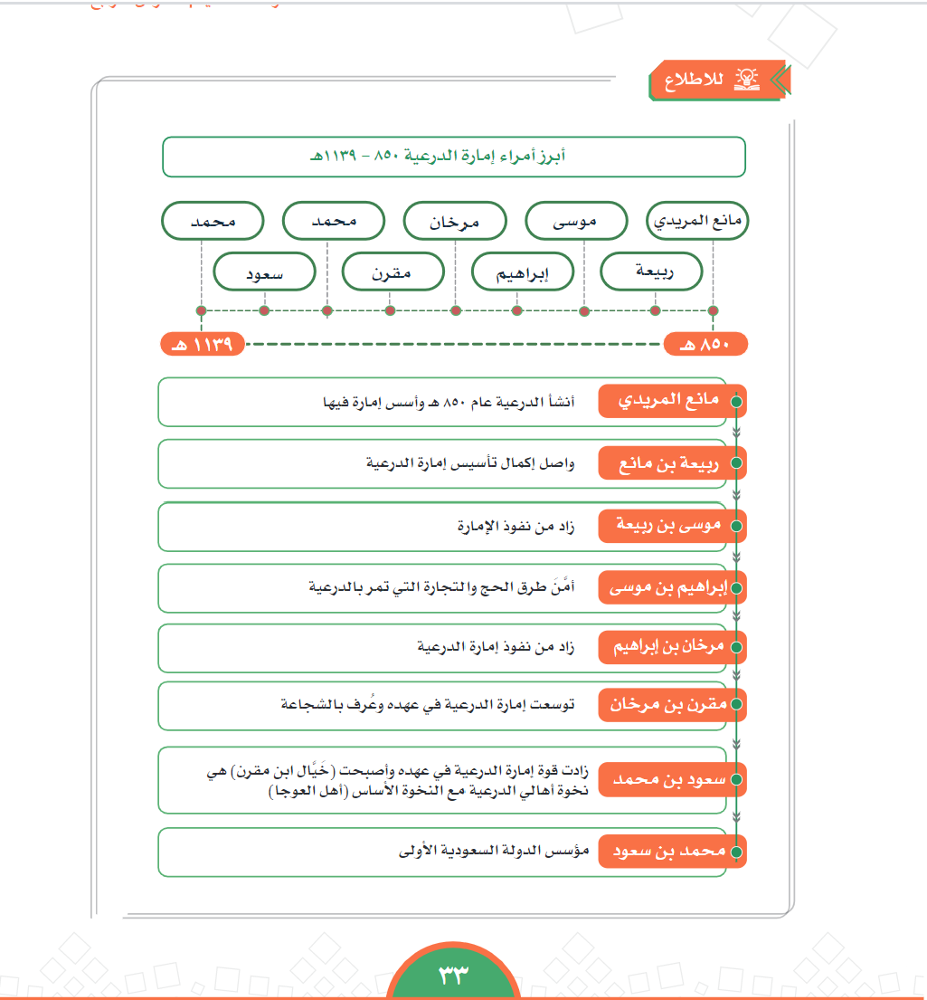 للاطلاع
أبرز أمراء إمارة الدرعية ٨٥٠ – ١١٣٩هـ
مانع المريدي
موسى
مرخان
محمد
محمد
ربيعة
إبراهيم
مقرن
سعود
٨٥٠ هـ
١١٣٩ هـ
مانع المريدي
أنشأ الدرعية عام ٨٥٠ هـ وأسس إمارة فيها
ربيعة بن مانع
واصل إكمال تأسيس إمارة الدرعية
موسى بن ربيعة
زاد من نفوذ الإمارة
إبراهيم بن موسى
أمَّنَ طرق الحج والتجارة التي تمر بالدرعية
مرخان بن إبراهيم
زاد من نفوذ إمارة الدرعية
مقرن بن مرخان
توسعت إمارة الدرعية في عهده وعُرف بالشجاعة
سعود بن محمد
زادت قوة إمارة الدرعية في عهده وأصبحت (خَيَّال ابن مقرن) هي
نخوة أهالي الدرعية مع النخوة الأساس (أهل العوجا)
محمد بن سعود
مؤسس الدولة السعودية الأولى
٣٣